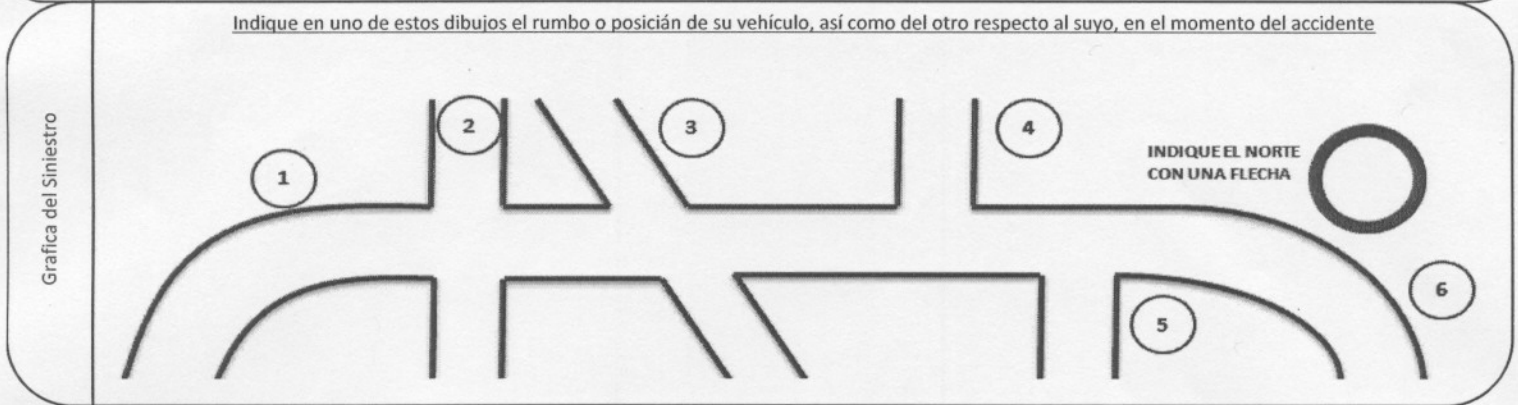 Indique en uno de estos dibujos el rumbo o posicián de su vehículo, así como del otro respecto al suyo, en el momento del accidente
Grafica del Siniestro
1
2
3
4
INDIQUE EL NORTE
CON UNA FLECHA
5
6